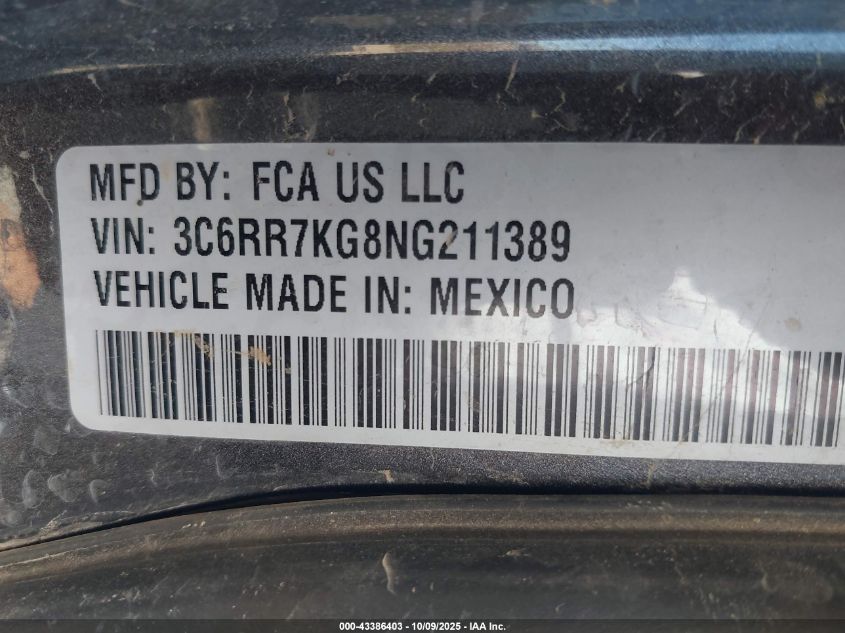 MFD BY: FCA US LLC
VIN: 3C6RR7KG8NG211389
VEHICLE MADE IN: MEXICO
000-43386403 - 10/09/2025 - IAA Inc.